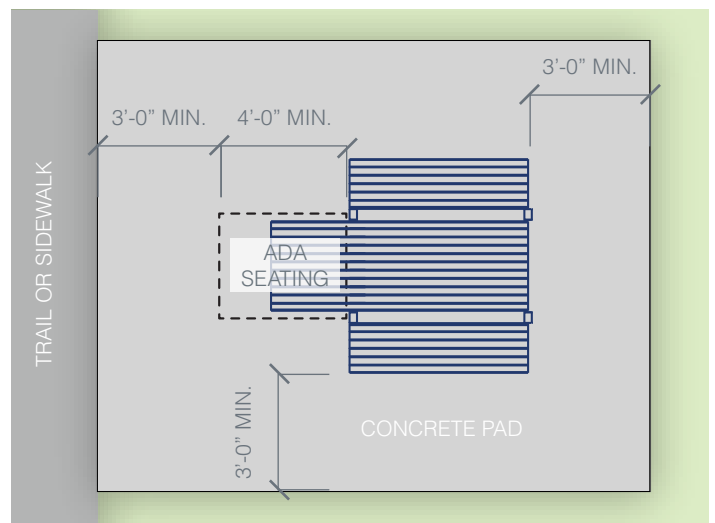 3’-0” MIN.
3’-0” MIN.
4’-0” MIN.
TRAIL OR SIDEWALK
ADA
SEATING
3’-0” MIN.
CONCRETE PAD